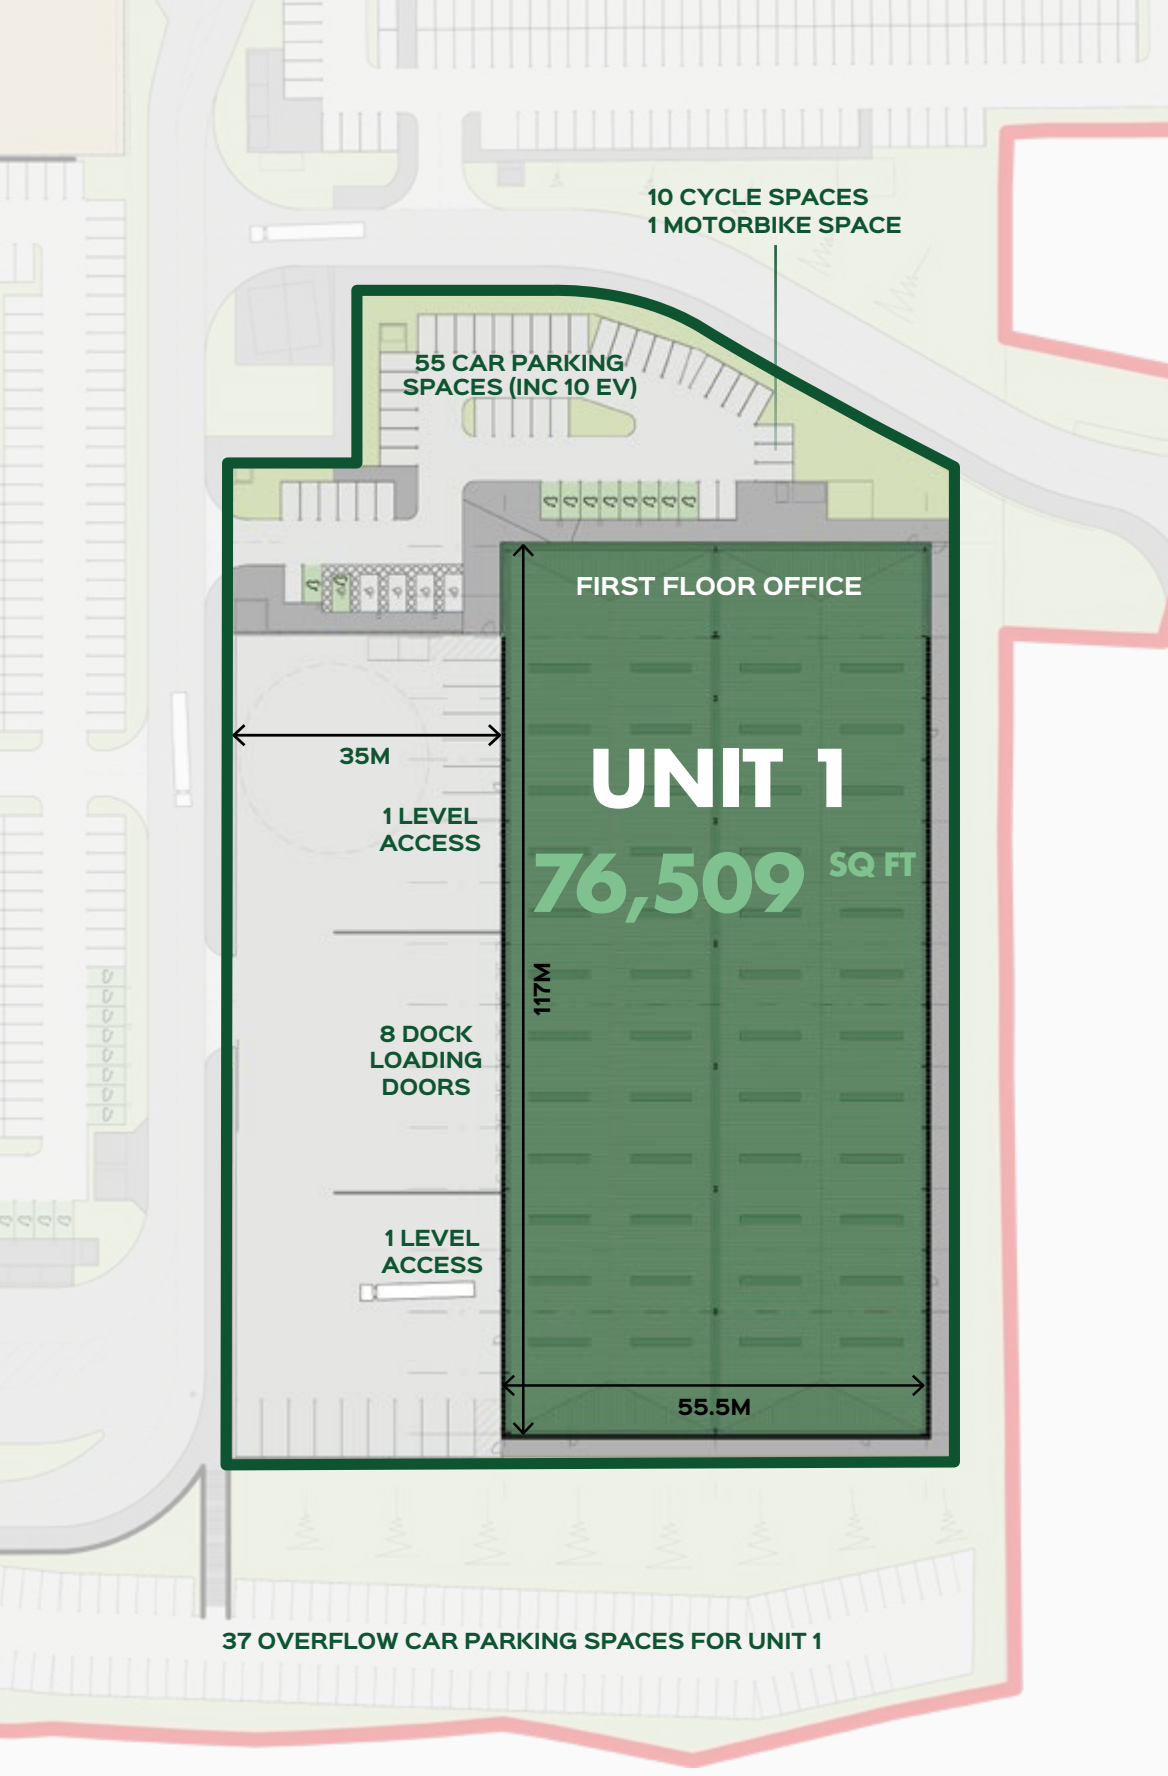 10 CYCLE SPACES
1 MOTORBIKE SPACE
55 CAR PARKING
SPACES (INC 10 EV)
FIRST FLOOR OFFICE
35M
UNIT 1
1 LEVEL
ACCESS
76,509 SQ FT
117M
8 DOCK
LOADING
DOORS
1 LEVEL
ACCESS
55.5M
37 OVERFLOW CAR PARKING SPACES FOR UNIT 1